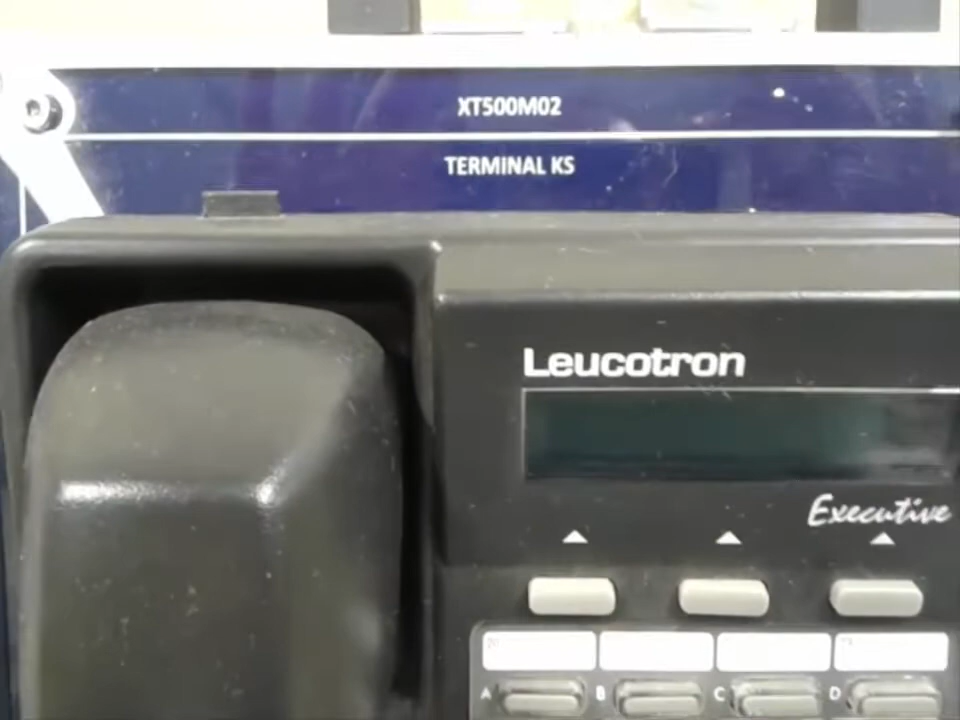 XT500M02
TERMINAL KS
Leucotron
Executive
A B C D